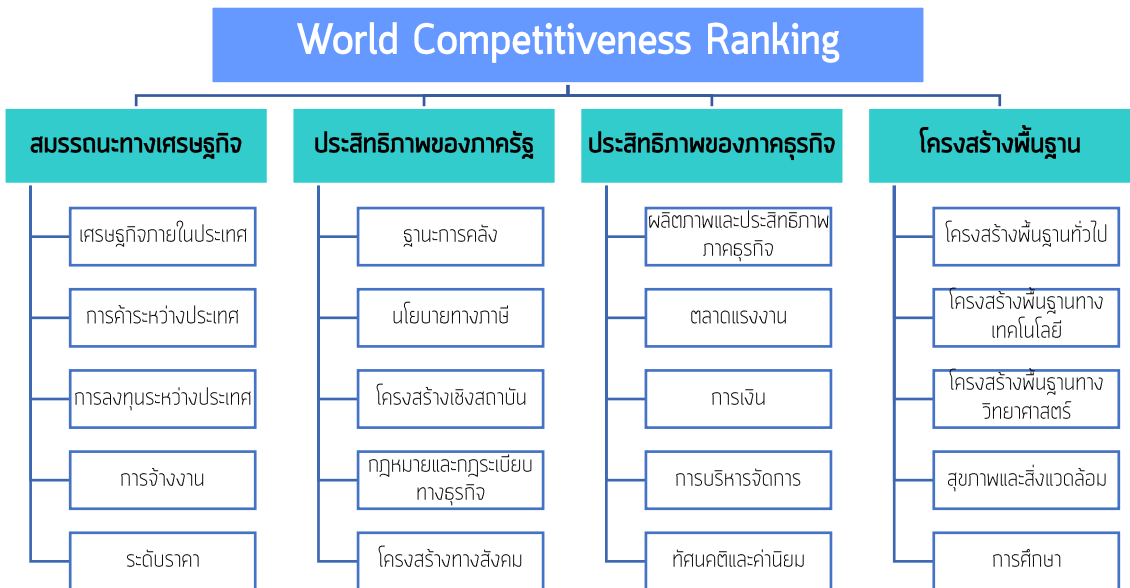 World Competitiveness Ranking
สมรรถนะทางเศรษฐกิจ
เศรษฐกิจภายในประเทศ
การค้าระหว่างประเทศ
การลงทุนระหว่างประเทศ
การจ้างงาน
ระดับราคา
ประสิทธิภาพของภาครัฐ
ฐานะการคลัง
นโยบายทางภาษี
โครงสร้างเชิงสถาบัน
กฎหมายและกฎระเบียบ
ทางธุรกิจ
โครงสร้างทางสังคม
ประสิทธิภาพของภาคธุรกิจ
ผลิตภาพและประสิทธิภาพ
ภาคธุรกิจ
ตลาดแรงงาน
การเงิน
การบริหารจัดการ
ทัศนคติและค่านิยม
โครงสร้างพื้นฐาน
โครงสร้างพื้นฐานทั่วไป
โครงสร้างพื้นฐานทาง
เทคโนโลยี
โครงสร้างพื้นฐานทาง
วิทยาศาสตร์
สุขภาพและสิ่งแวดล้อม
การศึกษา